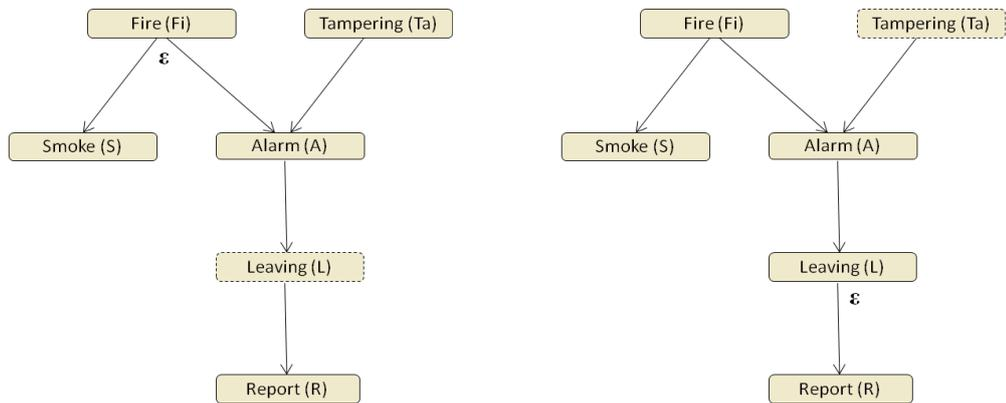 Fire (Fi)
Tampering (Ta)
ε
Smoke (S)
Alarm (A)
Leaving (L)
Report (R)
Fire (Fi)
Tampering (Ta)
Smoke (S)
Alarm (A)
Leaving (L)
ε
Report (R)